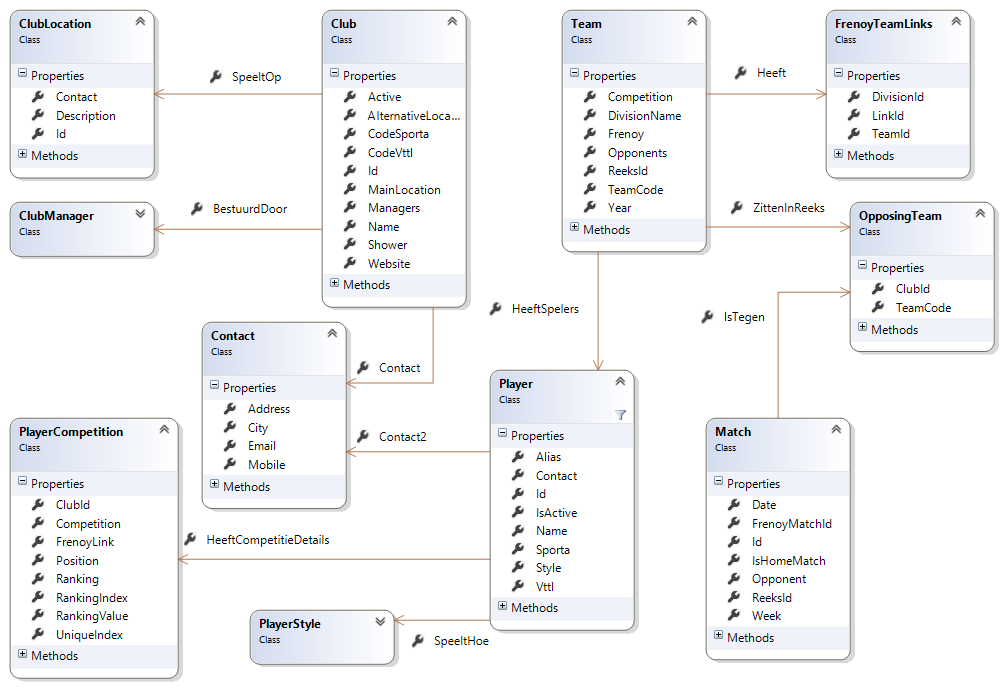 ClubLocation
Class
Properties
Contact
Description
Id
Methods
SpeeltOp
Club
Class
Properties
Active
AlternativeLoca...
CodeSporta
CodeVttl
Id
MainLocation
Managers
Name
Shower
Website
Methods
Team
Class
Properties
Competition
DivisionName
Frenoy
Opponents
ReeksId
TeamCode
Year
Methods
Heeft
FrenoyTeamLinks
Class
Properties
DivisionId
LinkId
TeamId
Methods
ClubManager
Class
BestuurdDoor
ZittenInReeks
OpposingTeam
Class
Properties
ClubId
TeamCode
Methods
HeeftSpelers
IsTegen
Contact
Class
Properties
Address
City
Email
Mobile
Methods
Contact
Contact2
Player
Class
Properties
Alias
Contact
Id
IsActive
Name
Sporta
Style
Vttl
Methods
PlayerCompetition
Class
Properties
ClubId
Competition
FrenoyLink
Position
Ranking
RankingIndex
RankingValue
UniqueIndex
Methods
HeeftCompetitieDetails
Match
Class
Properties
Date
FrenoyMatchId
Id
IsHomeMatch
Opponent
ReeksId
Week
Methods
PlayerStyle
Class
SpeeltHoe